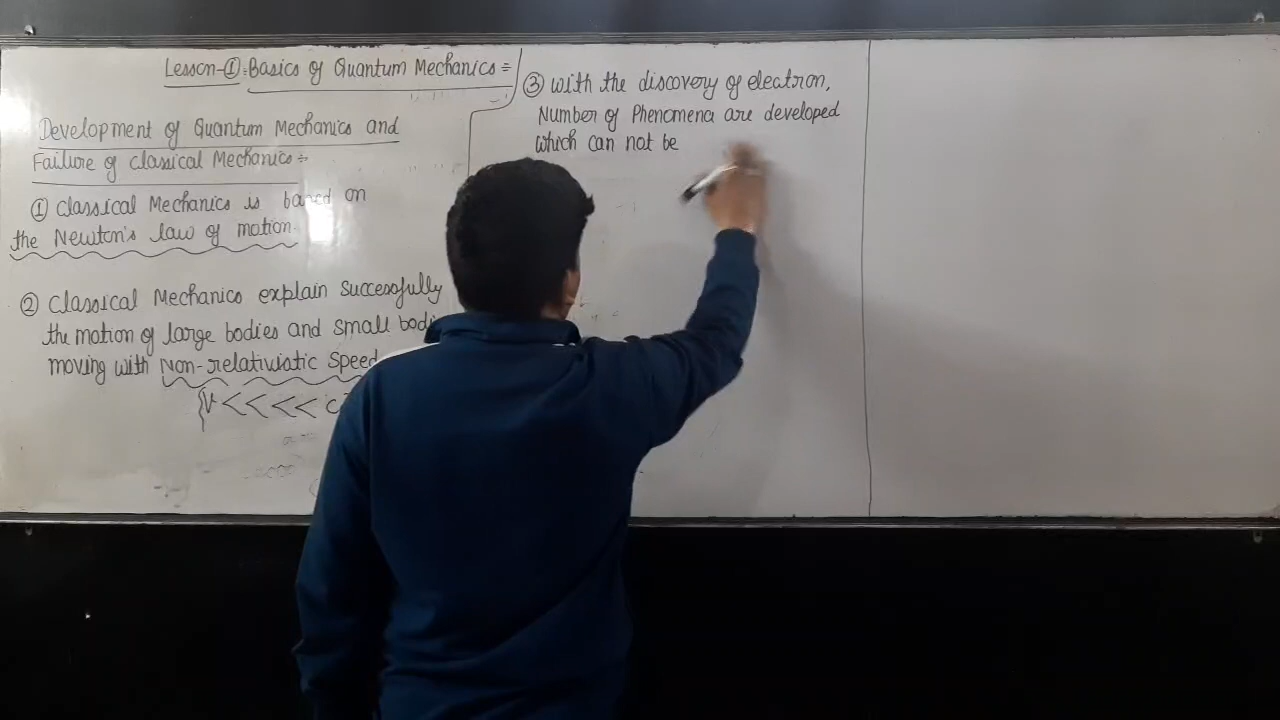 Lesson-① :- Basics of Quantum Mechanics :-
Development of Quantum Mechanics and
Failure of Classical Mechanics :-
① Classical Mechanics is based on
the Newton's law of motion.
② Classical Mechanics explain successfully
the motion of large bodies and small bodi
moving with Non-relativistic speed
{v <<<< c
③ with the discovery of electron,
Number of Phenomena are developed
which can not be